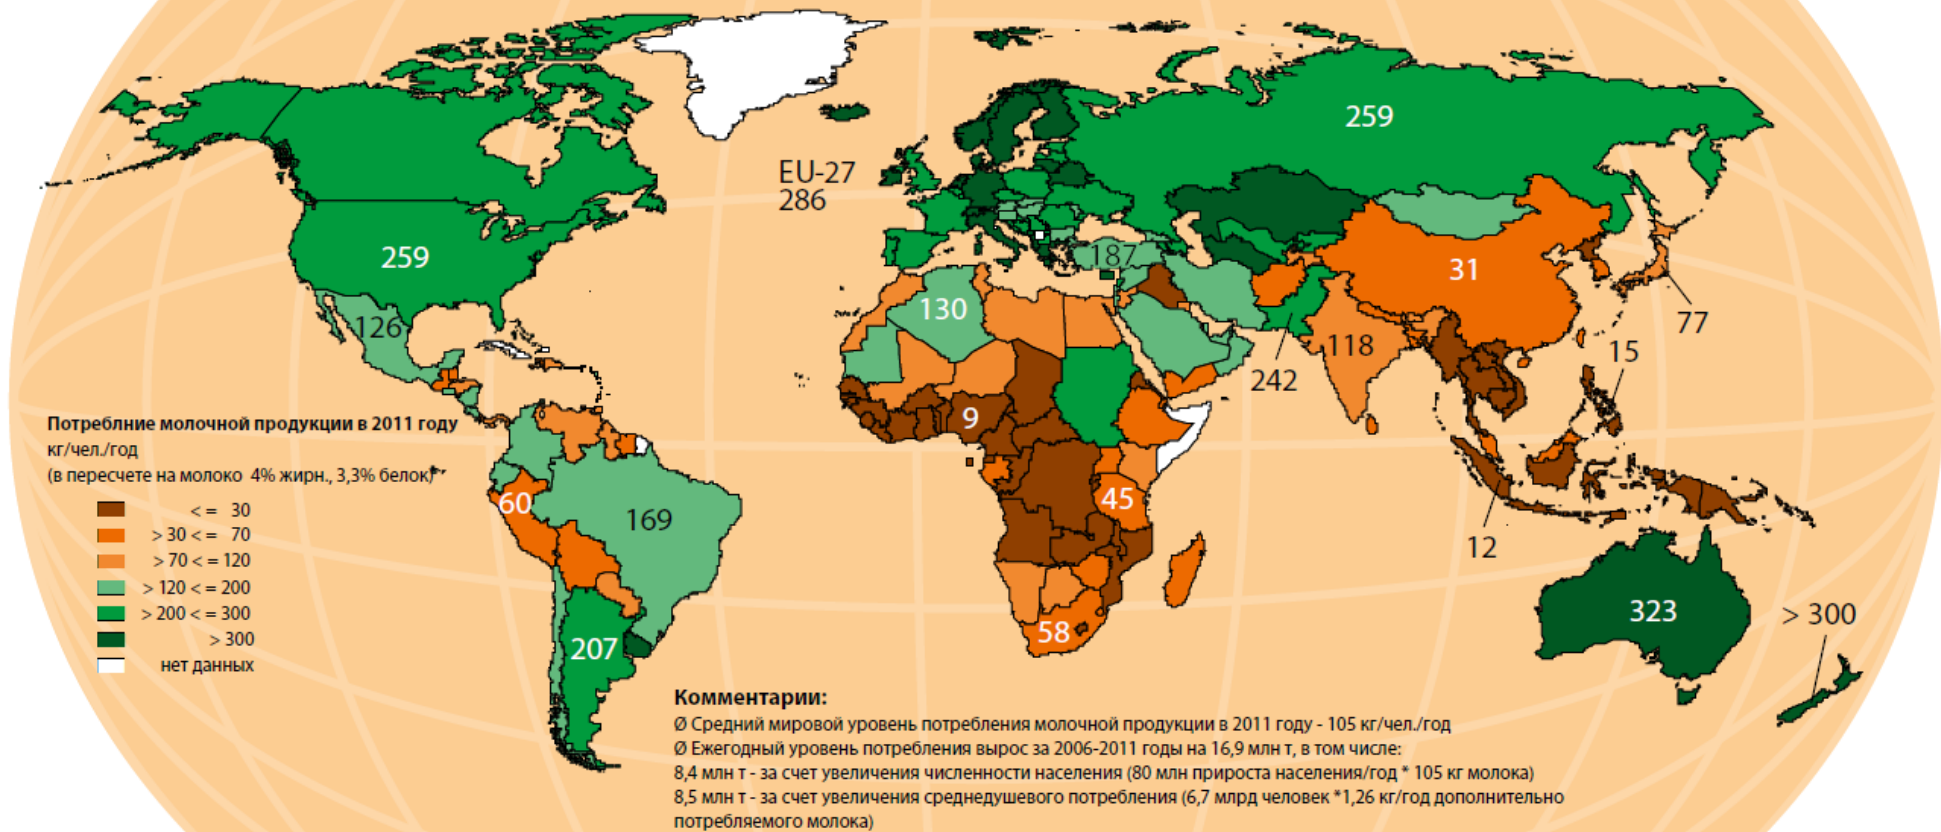 259
EU-27
286
259
187
31
130
126
118
77
15
242
9
Потреблние молочной продукции в 2011 году
кг/чел./год
(в пересчете на молоко 4% жирн., 3,3% белок)
< = 30
> 30 < = 70
> 70 < = 120
> 120 < = 200
> 200 < = 300
> 300
нет данных
60
169
45
12
207
58
323
> 300
Комментарии:
Ø Средний мировой уровень потребления молочной продукции в 2011 году - 105 кг/чел./год
Ø Ежегодный уровень потребления вырос за 2006-2011 годы на 16,9 млн т, в том числе:
8,4 млн т - за счет увеличения численности населения (80 млн прироста населения/год * 105 кг молока)
8,5 млн т - за счет увеличения среднедушевого потребления (6,7 млрд человек *1,26 кг/год дополнительно
потребляемого молока)